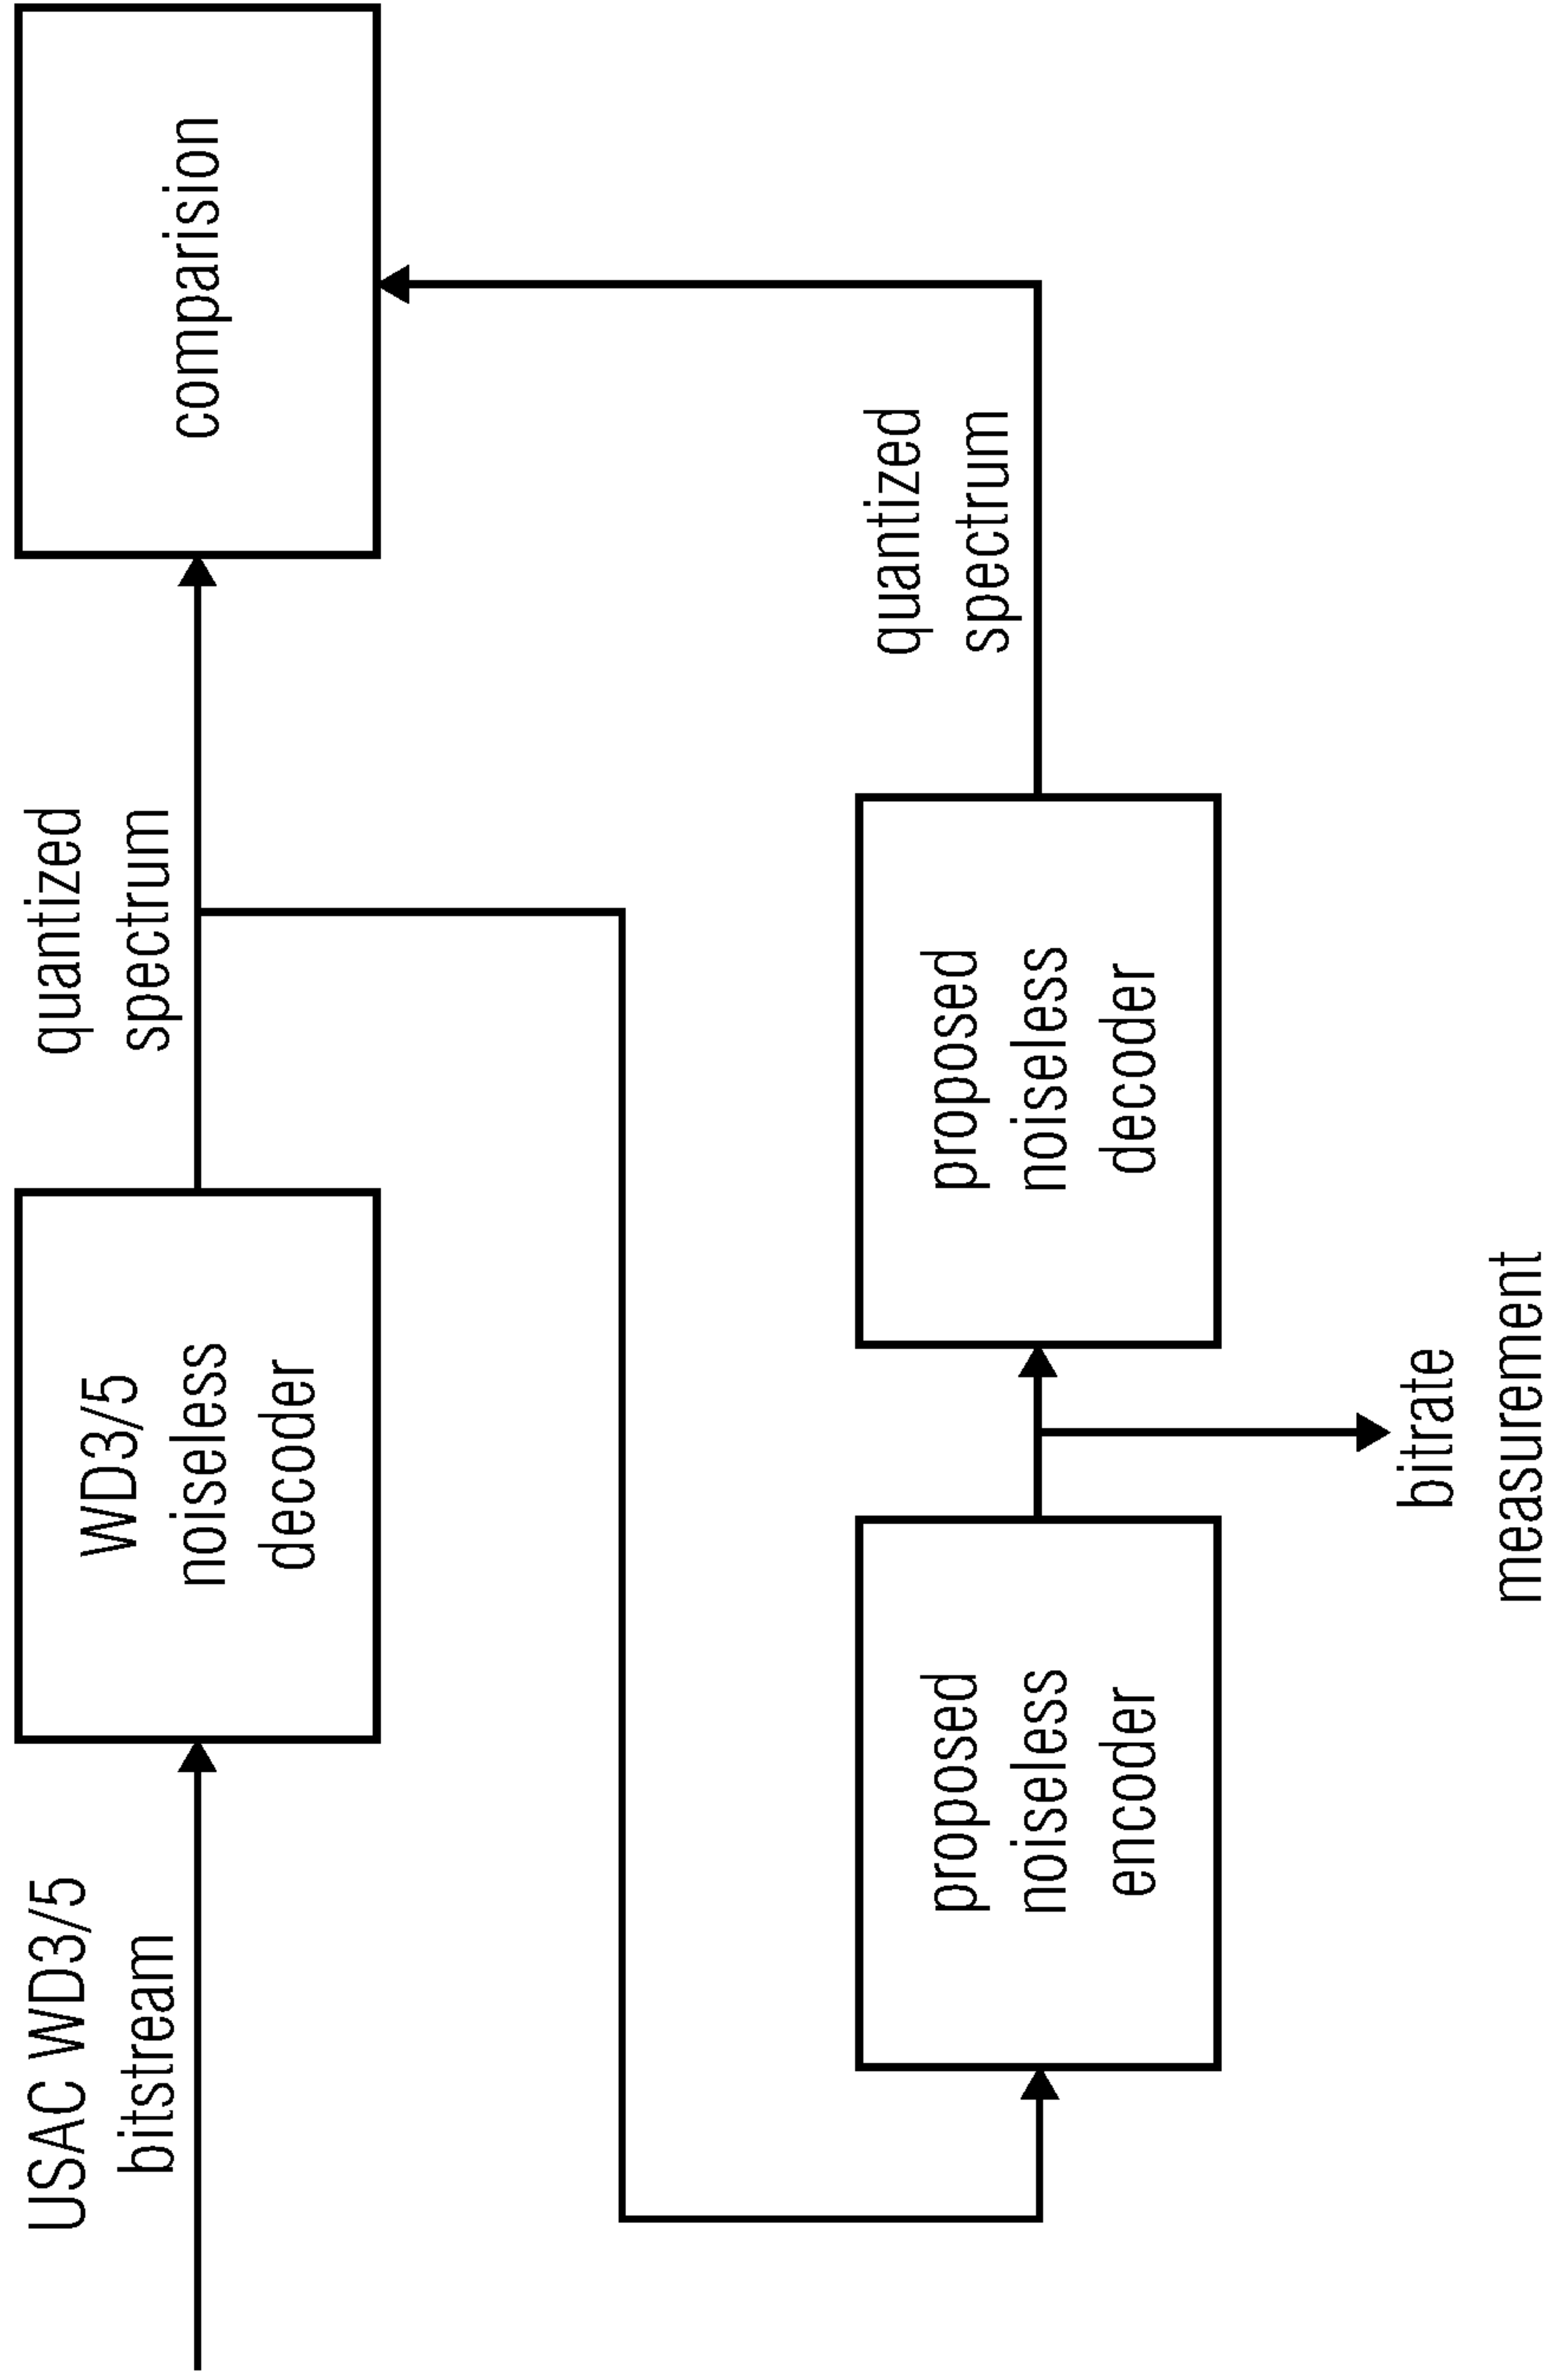 USAC WD3/5
bitstream
WD3/5
noiseless
decoder
quantized
spectrum
comparision
proposed
noiseless
encoder
bitrate
measurement
proposed
noiseless
decoder
quantized
spectrum